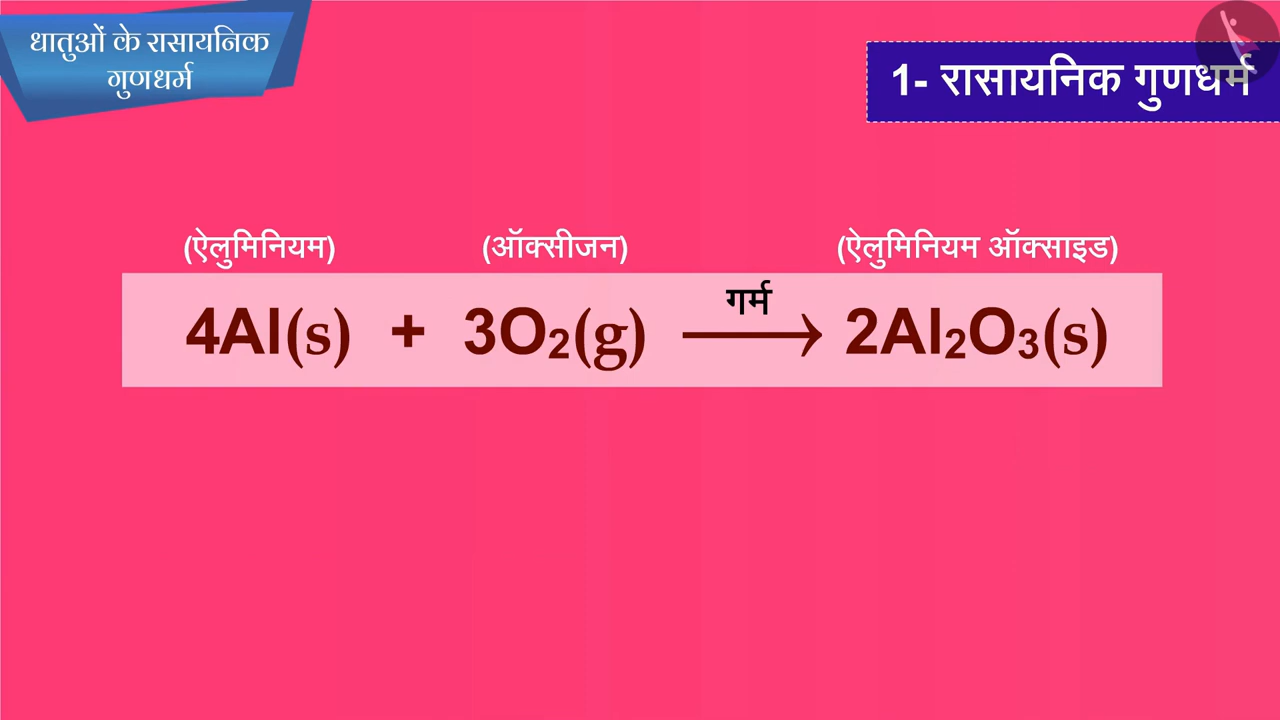 धातुओं के रासायनिक
गुणधर्म
1- रासायनिक गुणधर्म
(ऐलुमिनियम) (ऑक्सीजन) (ऐलुमिनियम ऑक्साइड)
गर्म
4Al(s) + 3O₂(g) ⟶ 2Al₂O₃(s)